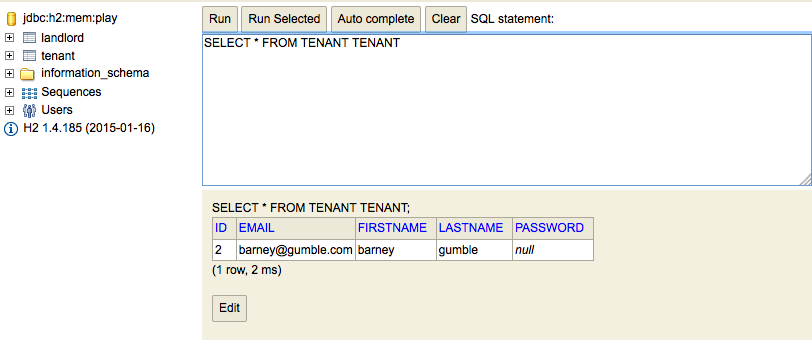 jdbc:h2:mem:play
landlord
tenant
information_schema
Sequences
Users
H2 1.4.185 (2015-01-16)
Run Run Selected Auto complete Clear SQL statement:
SELECT * FROM TENANT TENANT
SELECT * FROM TENANT TENANT;
ID EMAIL FIRSTNAME LASTNAME PASSWORD
2 barney@gumble.com barney gumble null
(1 row, 2 ms)
Edit